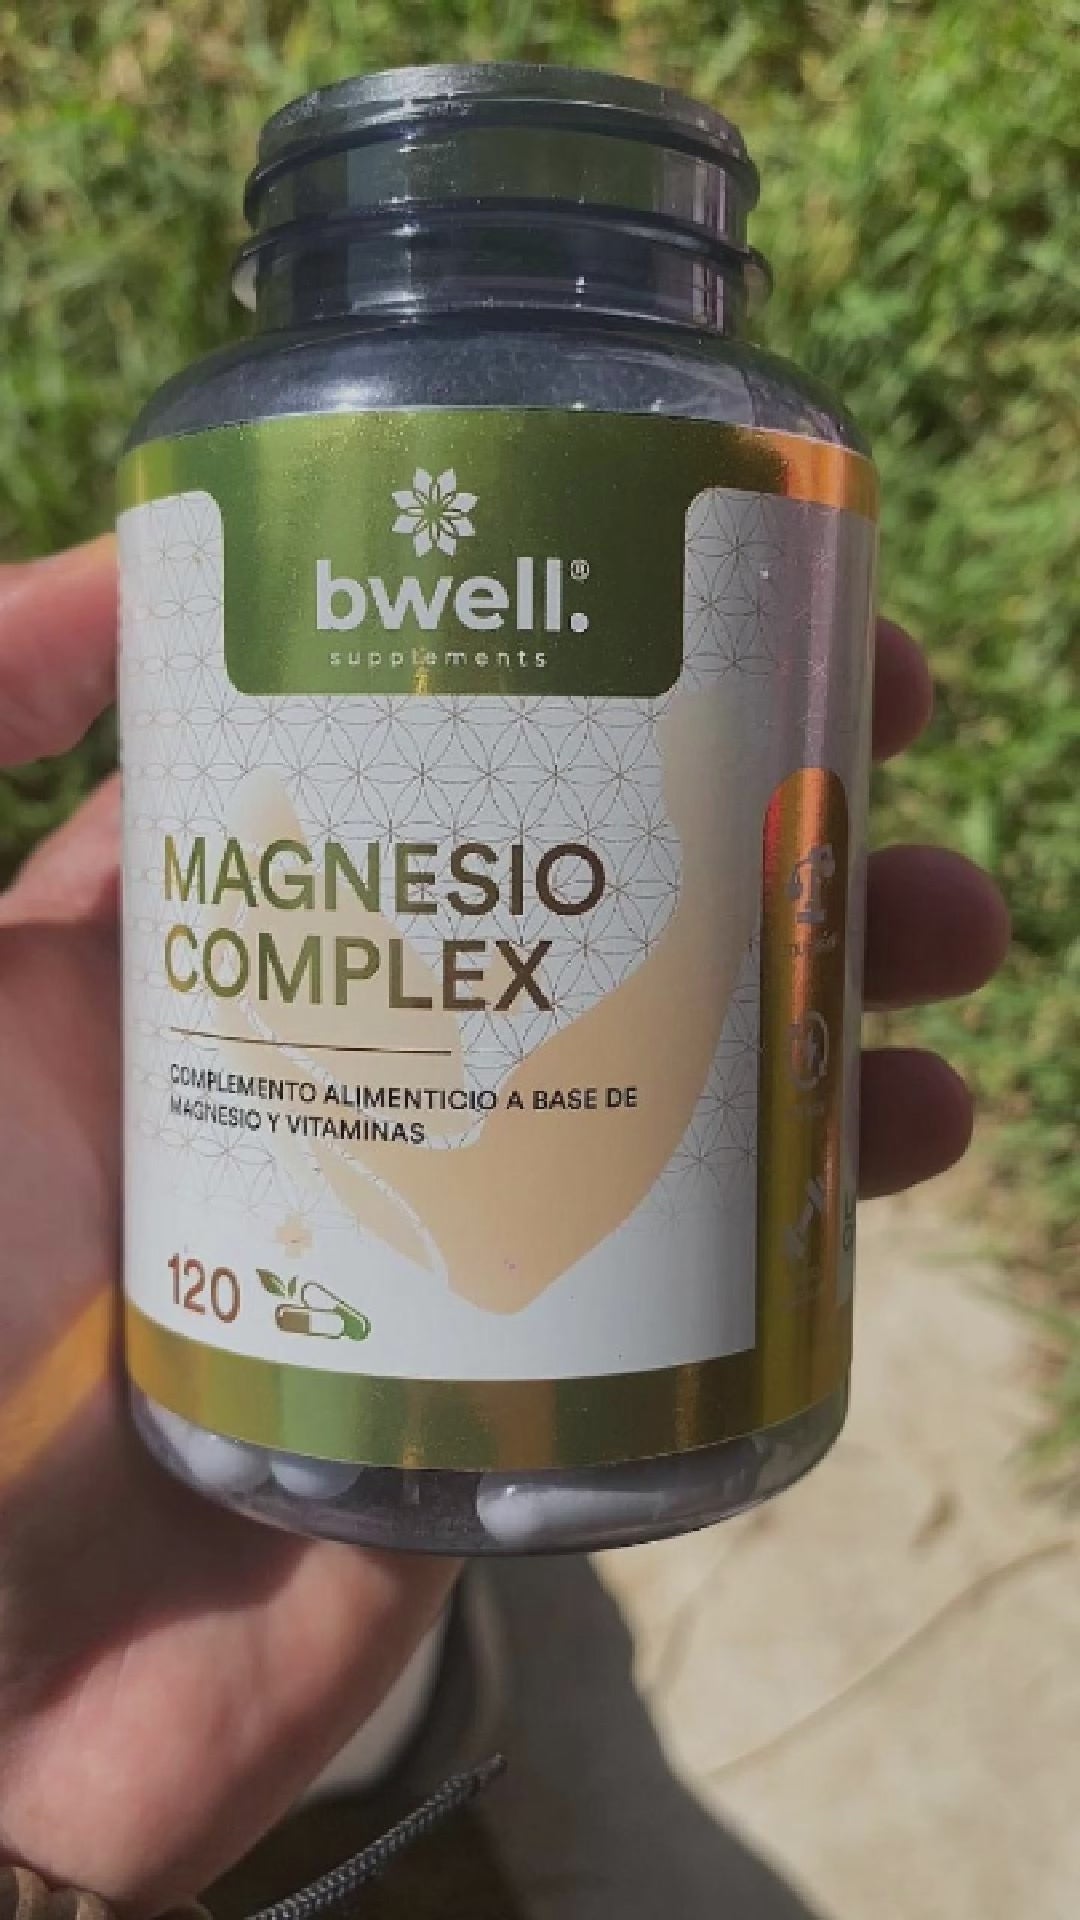 bwell.®
supplements
MAGNESIO
COMPLEX
COMPLEMENTO ALIMENTICIO A BASE DE
MAGNESIO Y VITAMINAS
120